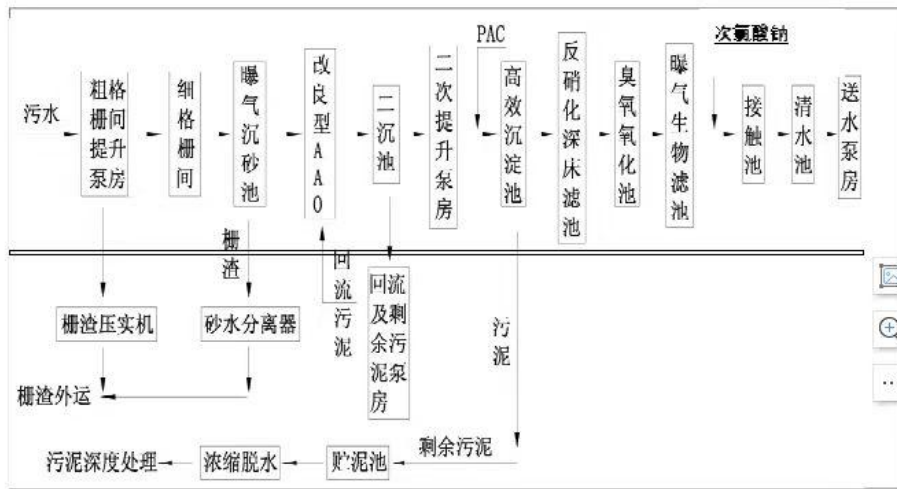 污水
粗格栅间提升泵房
细格栅间
曝气沉砂池
改良型AAO
二沉池
二次提升泵房
PAC
高效沉淀池
反硝化深床滤池
臭氧氧化池
曝气生物滤池
次氯酸钠
接触池
清水池
送水泵房
栅渣
回流污泥
回流及剩余污泥泵房
污泥
栅渣压实机
砂水分离器
栅渣外运
剩余污泥
贮泥池
浓缩脱水
污泥深度处理